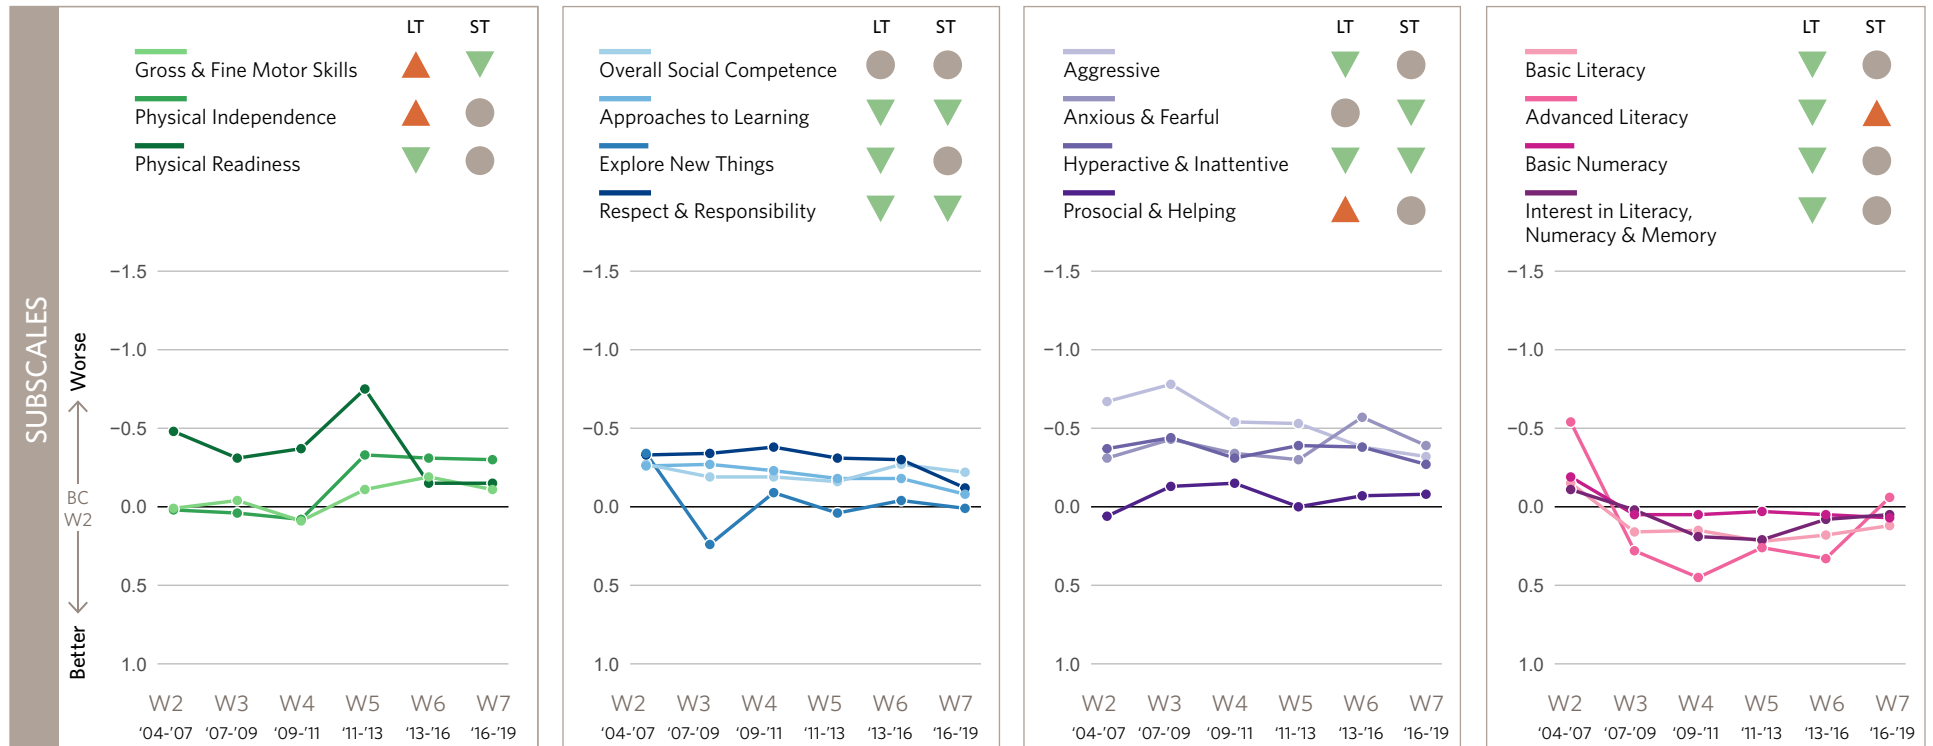 SUBSCALES
Worse
BC
W2
Better
LT ST
Gross & Fine Motor Skills
Physical Independence
Physical Readiness
−1.5
−1.0
−0.5
0.0
0.5
1.0
W2 W3 W4 W5 W6 W7
‘04-’07 ‘07-’09 ‘09-’11 ‘11-’13 ‘13-’16 ‘16-’19
LT ST
Overall Social Competence
Approaches to Learning
Explore New Things
Respect & Responsibility
−1.5
−1.0
−0.5
0.0
0.5
1.0
W2 W3 W4 W5 W6 W7
‘04-’07 ‘07-’09 ‘09-’11 ‘11-’13 ‘13-’16 ‘16-’19
LT ST
Aggressive
Anxious & Fearful
Hyperactive & Inattentive
Prosocial & Helping
−1.5
−1.0
−0.5
0.0
0.5
1.0
W2 W3 W4 W5 W6 W7
‘04-’07 ‘07-’09 ‘09-’11 ‘11-’13 ‘13-’16 ‘16-’19
LT ST
Basic Literacy
Advanced Literacy
Basic Numeracy
Interest in Literacy,
Numeracy & Memory
−1.5
−1.0
−0.5
0.0
0.5
1.0
W2 W3 W4 W5 W6 W7
‘04-’07 ‘07-’09 ‘09-’11 ‘11-’13 ‘13-’16 ‘16-’19